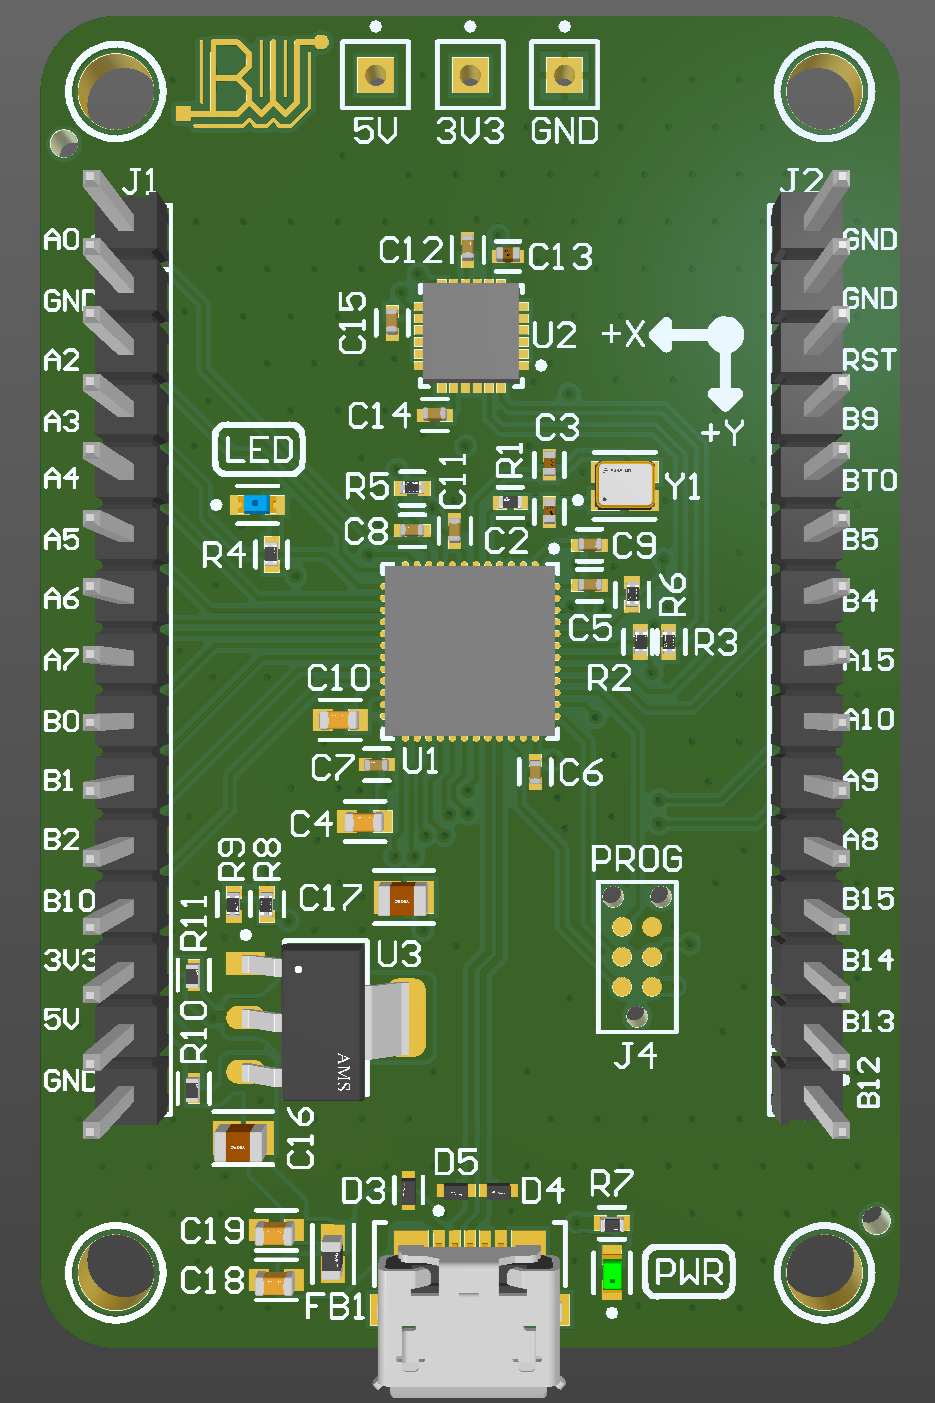 BW
5V 3V3 GND
J1 J2
A0
GND
A2
A3
A4
A5
A6
A7
B0
B1
B2
B10
3V3
5V
GND
GND
GND
RST
B9
BT0
B5
B4
A15
A10
A9
A8
B15
B14
B13
B12
C12 C13
C15
U2
+X
+Y
C14
C3
LED
R1
R5 C11 Y1
C8 C2 C9
R4
R6
C5
R3
R2
C10
C7 U1 C6
C4
PROG
R9 R8 C17
R11
U3
R10
AMS
J4
C16
D5
D3 D4 R7
C19
C18
FB1
PWR